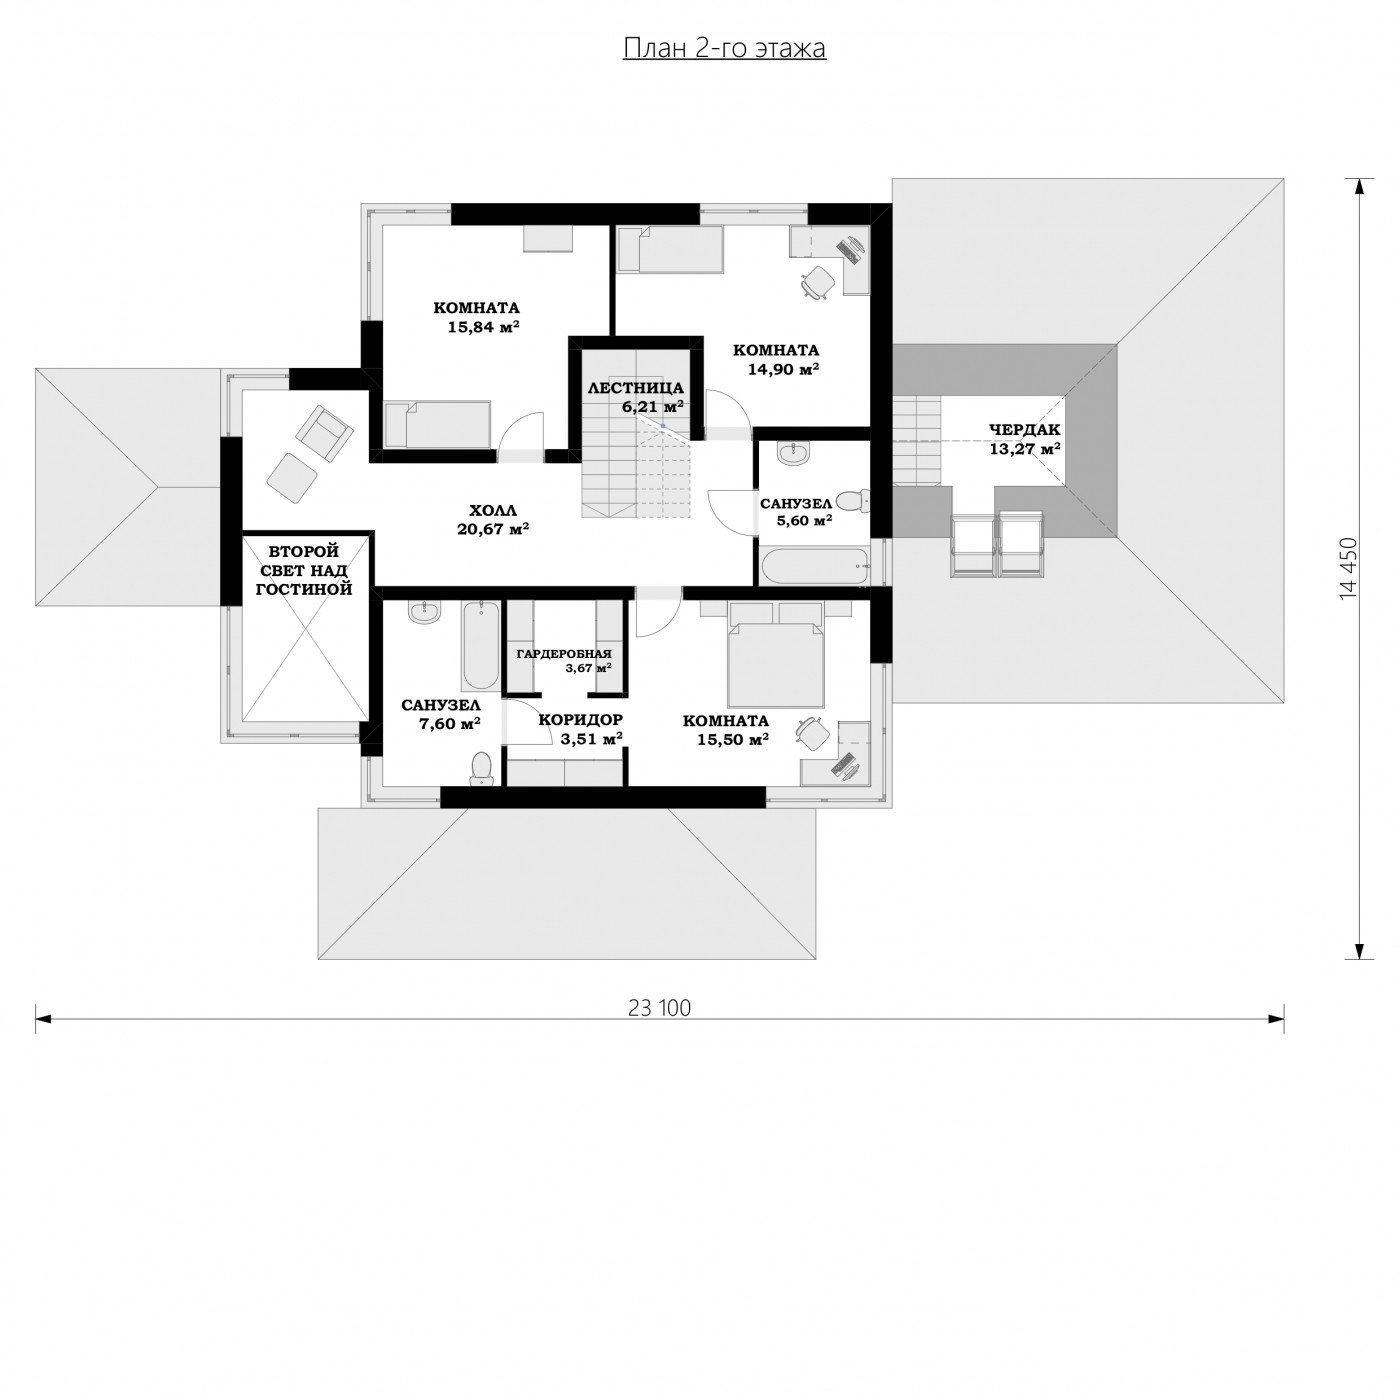 План 2-го этажа
КОМНАТА
15,84 м²
КОМНАТА
14,90 м²
ЛЕСТНИЦА
6,21 м²
ЧЕРДАК
13,27 м²
ХОЛЛ
20,67 м²
САНУЗЕЛ
5,60 м²
ВТОРОЙ
СВЕТ НАД
ГОСТИНОЙ
ГАРДЕРОБНАЯ
3,67 м²
САНУЗЕЛ
7,60 м²
КОРИДОР
3,51 м²
КОМНАТА
15,50 м²
14 450
23 100